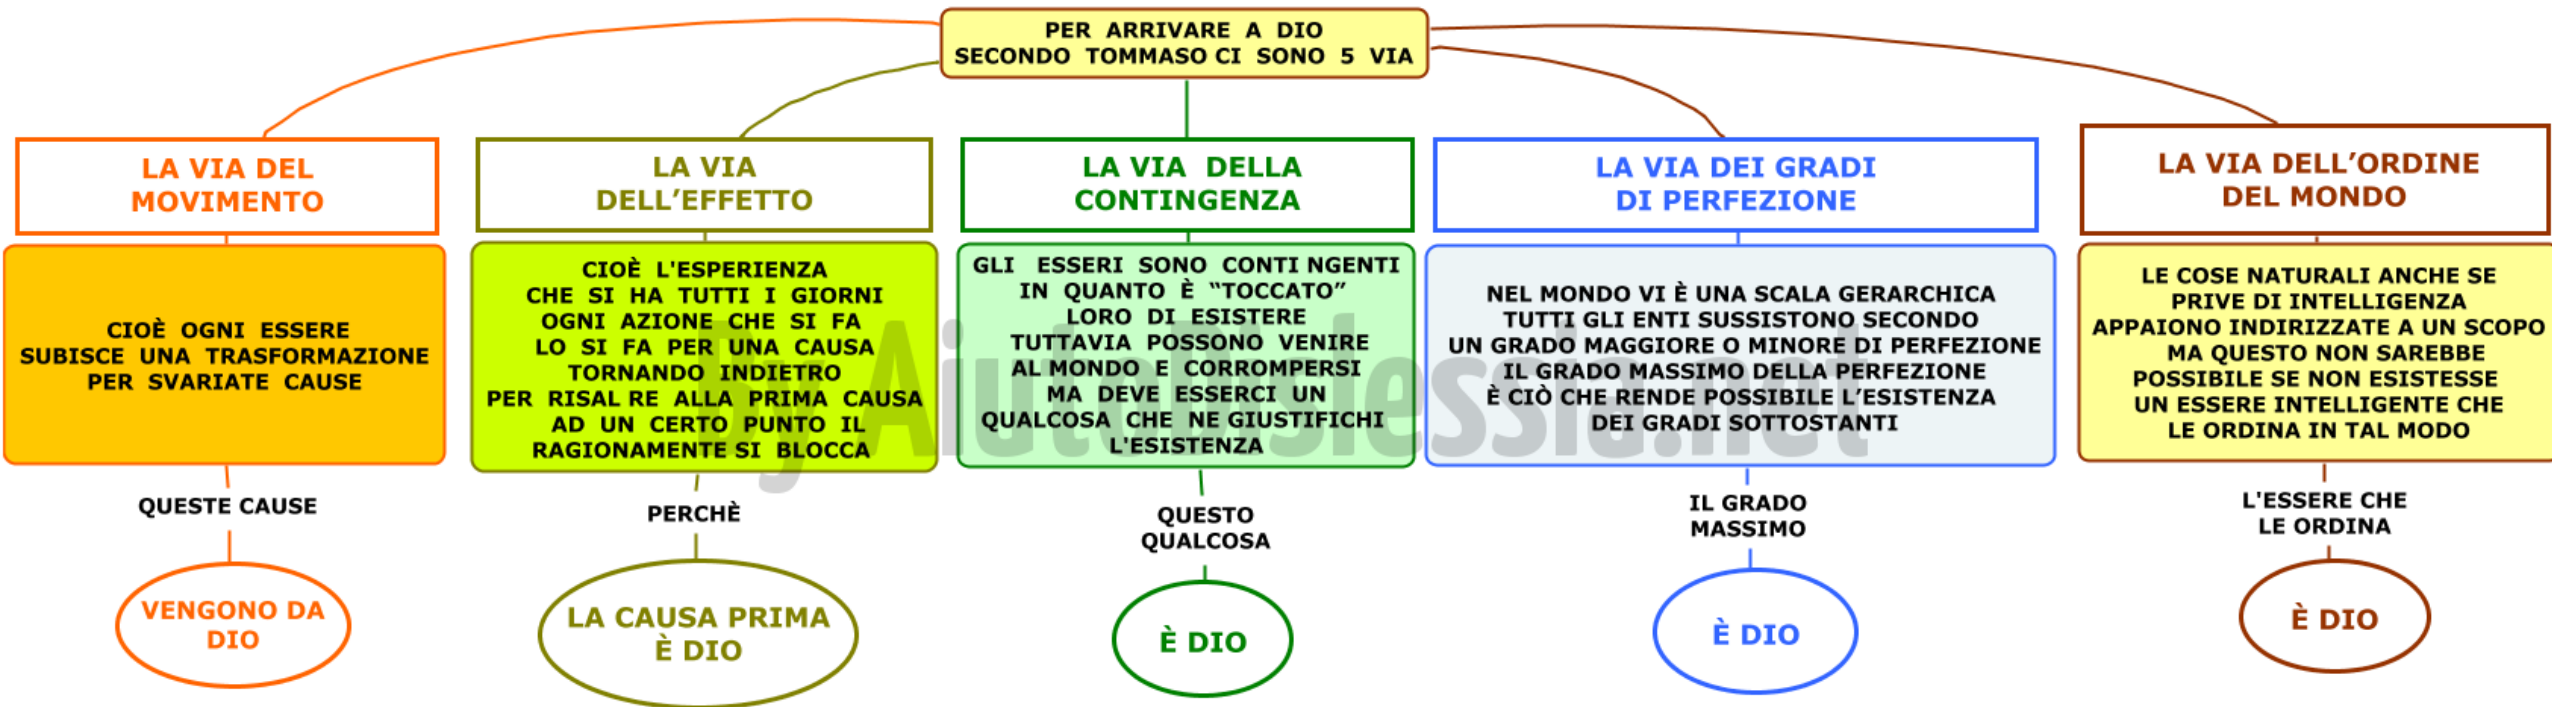 PER ARRIVARE A DIO
SECONDO TOMMASO CI SONO 5 VIA
LA VIA DEL
MOVIMENTO
CIOÈ OGNI ESSERE
SUBISCE UNA TRASFORMAZIONE
PER SVARIATE CAUSE
QUESTE CAUSE
VENGONO DA
DIO
LA VIA
DELL’EFFETTO
CIOÈ L'ESPERIENZA
CHE SI HA TUTTI I GIORNI
OGNI AZIONE CHE SI FA
LO SI FA PER UNA CAUSA
TORNANDO INDIETRO
PER RISAL RE ALLA PRIMA CAUSA
AD UN CERTO PUNTO IL
RAGIONAMENTE SI BLOCCA
PERCHÈ
LA CAUSA PRIMA
È DIO
LA VIA DELLA
CONTINGENZA
GLI ESSERI SONO CONTI NGENTI
IN QUANTO È “TOCCATO”
LORO DI ESISTERE
TUTTAVIA POSSONO VENIRE
AL MONDO E CORROMPERSI
MA DEVE ESSERCI UN
QUALCOSA CHE NE GIUSTIFICHI
L'ESISTENZA
QUESTO
QUALCOSA
È DIO
LA VIA DEI GRADI
DI PERFEZIONE
NEL MONDO VI È UNA SCALA GERARCHICA
TUTTI GLI ENTI SUSSISTONO SECONDO
UN GRADO MAGGIORE O MINORE DI PERFEZIONE
IL GRADO MASSIMO DELLA PERFEZIONE
È CIÒ CHE RENDE POSSIBILE L’ESISTENZA
DEI GRADI SOTTOSTANTI
IL GRADO
MASSIMO
È DIO
LA VIA DELL’ORDINE
DEL MONDO
LE COSE NATURALI ANCHE SE
PRIVE DI INTELLIGENZA
APPAIONO INDIRIZZATE A UN SCOPO
MA QUESTO NON SAREBBE
POSSIBILE SE NON ESISTESSE
UN ESSERE INTELLIGENTE CHE
LE ORDINA IN TAL MODO
L'ESSERE CHE
LE ORDINA
È DIO
By AiutoDislessia.net